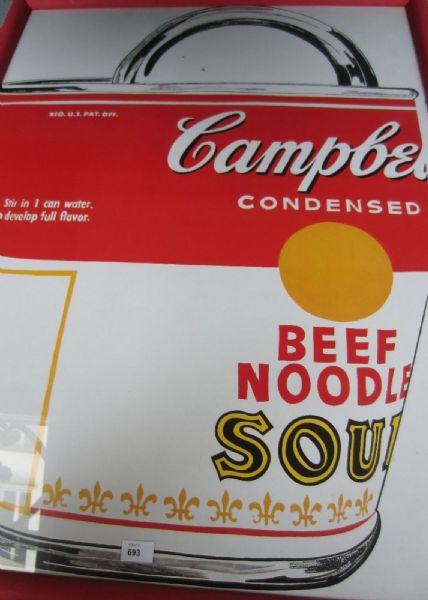 REG. U.S. PAT. OFF.
Campbe
CONDENSED
Stir in 1 can water.
develop full flavor.
BEEF
NOODLE
SOU
693